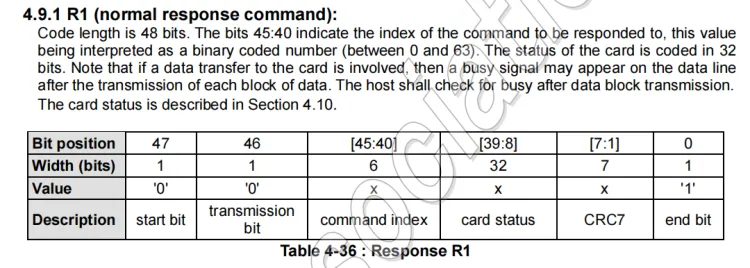 4.9.1 R1 (normal response command):
Code length is 48 bits. The bits 45:40 indicate the index of the command to be responded to, this value
being interpreted as a binary coded number (between 0 and 63). The status of the card is coded in 32
bits. Note that if a data transfer to the card is involved, then a busy signal may appear on the data line
after the transmission of each block of data. The host shall check for busy after data block transmission.
The card status is described in Section 4.10.
Bit position 47 46 [45:40] [39:8] [7:1] 0
Width (bits) 1 1 6 32 7 1
Value '0' '0' x x x '1'
Description start bit transmission bit command index card status CRC7 end bit
Table 4-36 : Response R1